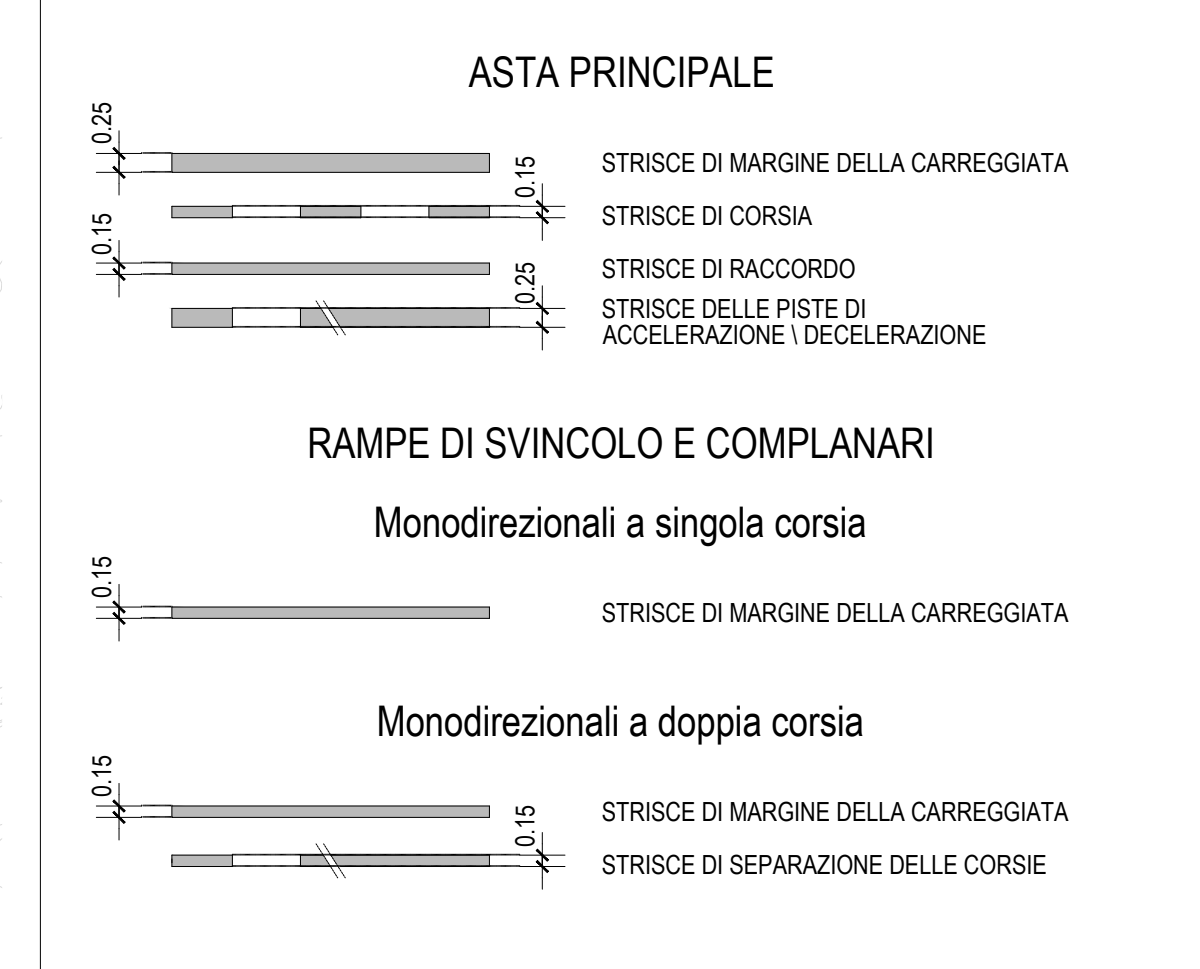 ASTA PRINCIPALE
0.25
STRISCE DI MARGINE DELLA CARREGGIATA
0.15
STRISCE DI CORSIA
0.15
STRISCE DI RACCORDO
0.25
STRISCE DELLE PISTE DI
ACCELERAZIONE \ DECELERAZIONE
RAMPE DI SVINCOLO E COMPLANARI
Monodirezionali a singola corsia
0.15
STRISCE DI MARGINE DELLA CARREGGIATA
Monodirezionali a doppia corsia
0.15
STRISCE DI MARGINE DELLA CARREGGIATA
0.15
STRISCE DI SEPARAZIONE DELLE CORSIE